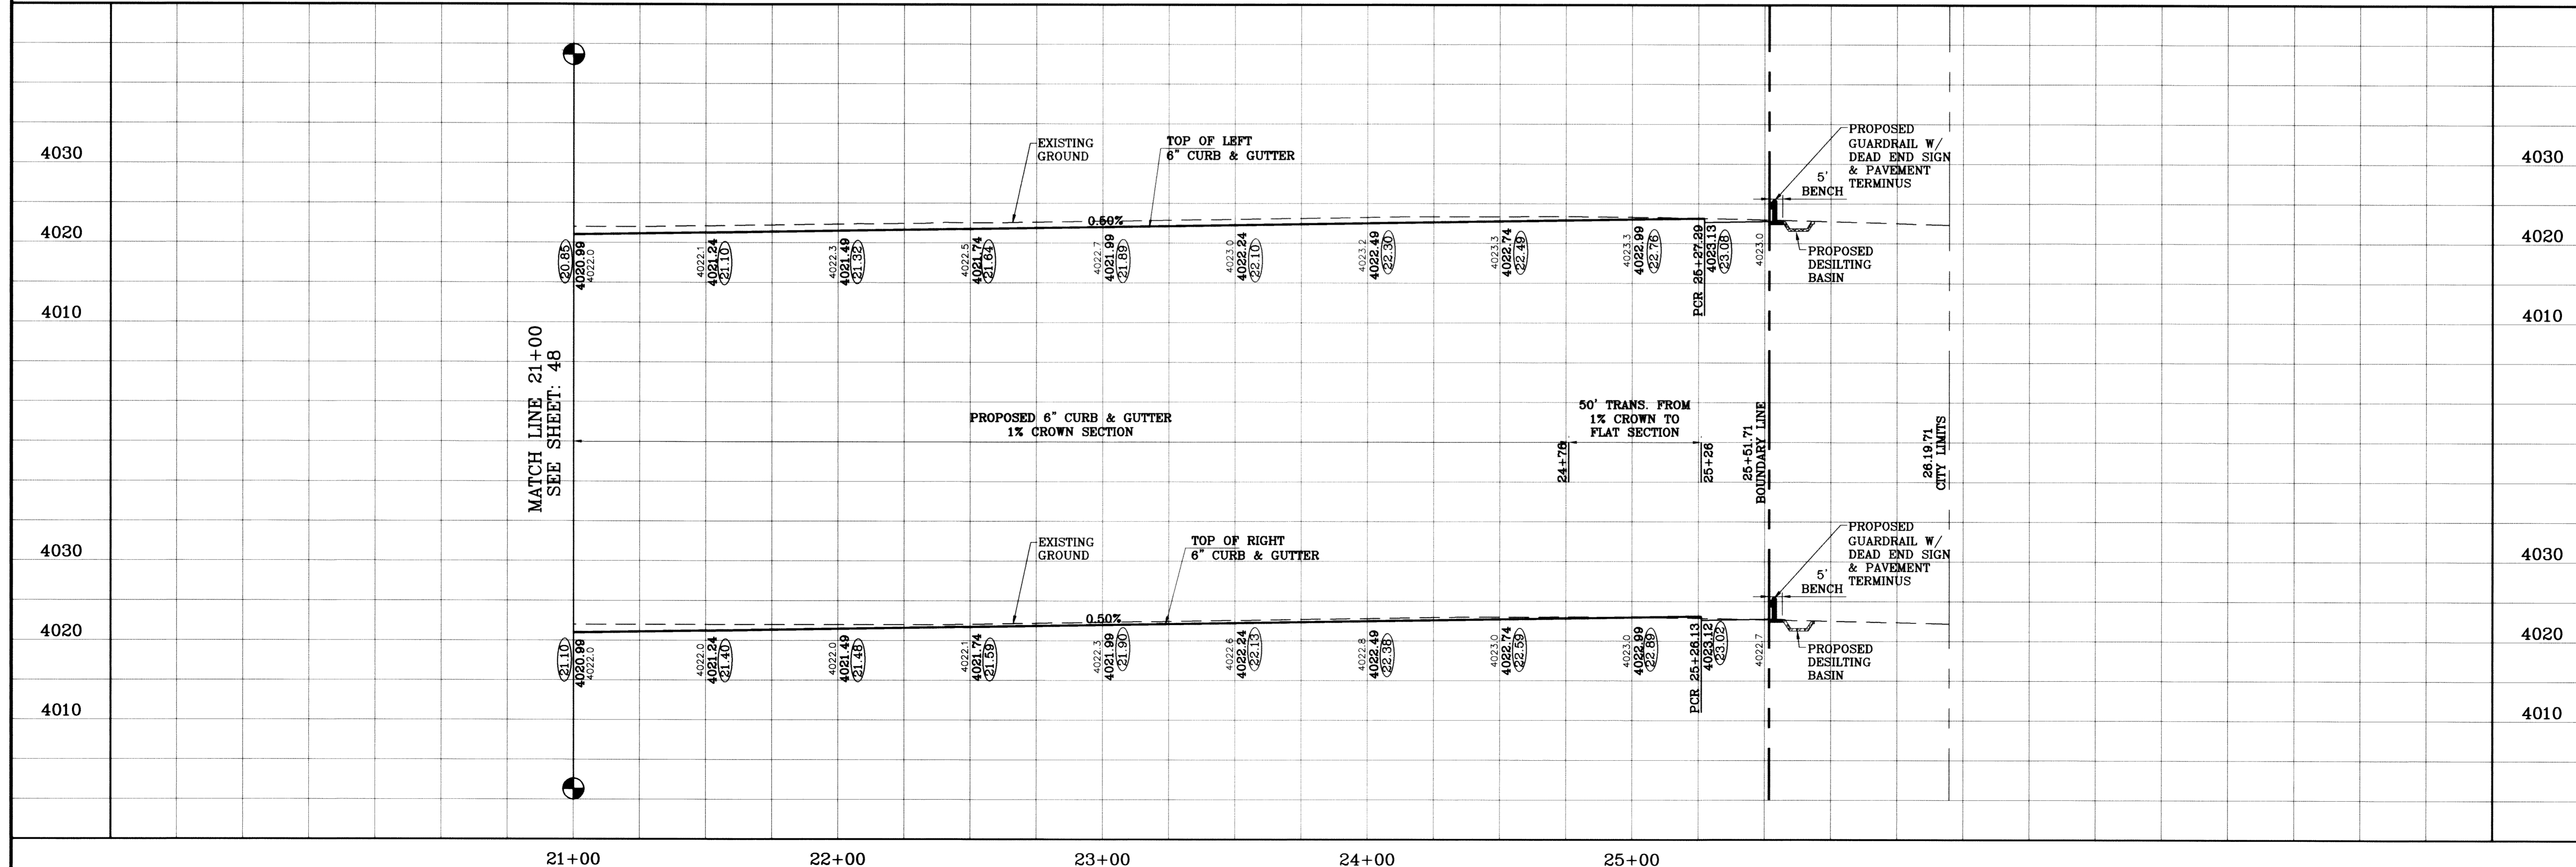 4030
4020
4010
EXISTING
GROUND
TOP OF LEFT
6" CURB & GUTTER
0.50%
PROPOSED
GUARDRAIL W/
DEAD END SIGN
& PAVEMENT
TERMINUS
5'
BENCH
PROPOSED
DESILTING
BASIN
4030
4020
4010
20.85
4020.99
4022.0
4022.1
4021.24
21.10
4022.3
4021.49
21.32
4022.5
4021.74
21.64
4022.7
4021.99
21.89
4023.0
4022.24
22.10
4023.2
4022.49
22.30
4023.3
4022.74
22.49
4023.3
4022.99
22.76
PCR 25+27.29
4023.13
23.08
4023.0
MATCH LINE 21+00
SEE SHEET: 48
PROPOSED 6" CURB & GUTTER
1% CROWN SECTION
50' TRANS. FROM
1% CROWN TO
FLAT SECTION
24+76
25+26
25+51.71
BOUNDARY LINE
26.19.71
CITY LIMITS
4030
4020
4010
EXISTING
GROUND
TOP OF RIGHT
6" CURB & GUTTER
0.50%
PROPOSED
GUARDRAIL W/
DEAD END SIGN
& PAVEMENT
TERMINUS
5'
BENCH
PROPOSED
DESILTING
BASIN
4030
4020
4010
21.10
4020.99
4022.0
4022.0
4021.24
21.40
4022.0
4021.49
21.48
4022.1
4021.74
21.59
4022.3
4021.99
21.90
4022.6
4022.24
22.13
4022.8
4022.49
22.38
4023.0
4022.74
22.59
4023.0
4022.99
22.89
PCR 25+26.13
4023.12
23.02
4022.7
21+00
22+00
23+00
24+00
25+00